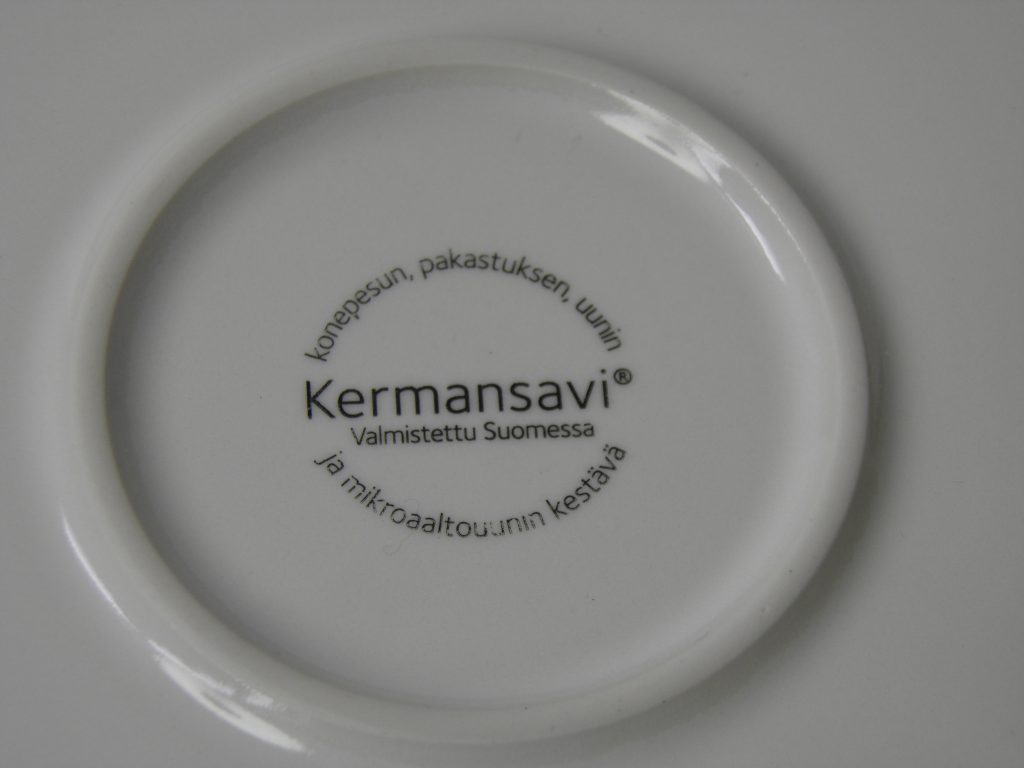 konepesun, pakastuksen, uunin
Kermansavi®
Valmistettu Suomessa
ja mikroaaltouunin kestävä